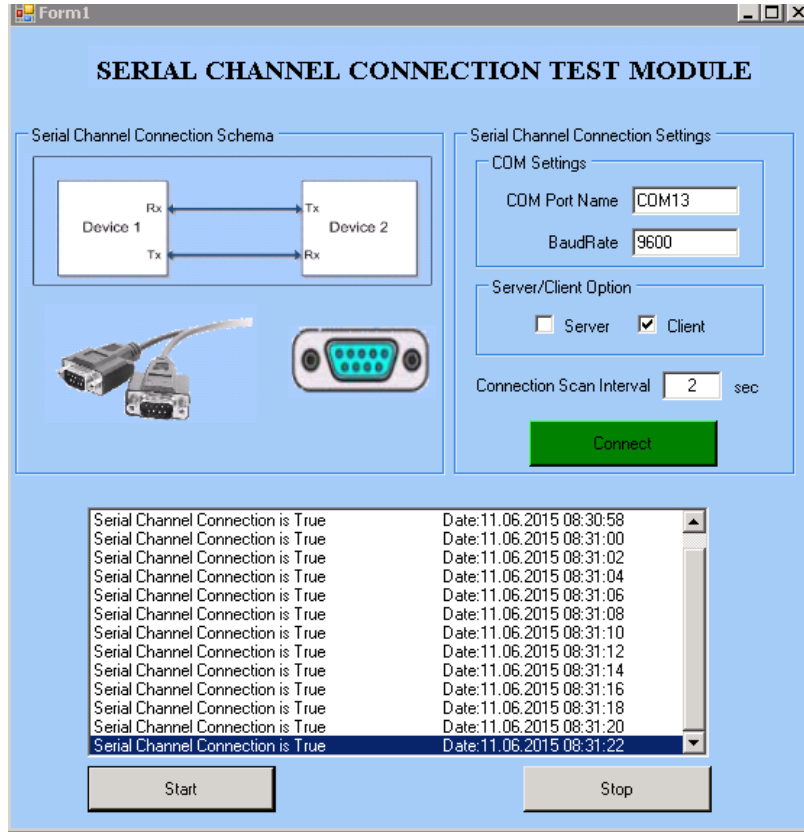 Form1
SERIAL CHANNEL CONNECTION TEST MODULE
Serial Channel Connection Schema
Rx
Tx
Device 1
Device 2
Tx
Rx
Serial Channel Connection Settings
COM Settings
COM Port Name COM13
BaudRate 9600
Server/Client Option
Server Client
Connection Scan Interval 2 sec
Connect
Serial Channel Connection is True Date:11.06.2015 08:30:58
Serial Channel Connection is True Date:11.06.2015 08:31:00
Serial Channel Connection is True Date:11.06.2015 08:31:02
Serial Channel Connection is True Date:11.06.2015 08:31:04
Serial Channel Connection is True Date:11.06.2015 08:31:06
Serial Channel Connection is True Date:11.06.2015 08:31:08
Serial Channel Connection is True Date:11.06.2015 08:31:10
Serial Channel Connection is True Date:11.06.2015 08:31:12
Serial Channel Connection is True Date:11.06.2015 08:31:14
Serial Channel Connection is True Date:11.06.2015 08:31:16
Serial Channel Connection is True Date:11.06.2015 08:31:18
Serial Channel Connection is True Date:11.06.2015 08:31:20
Serial Channel Connection is True Date:11.06.2015 08:31:22
Start Stop